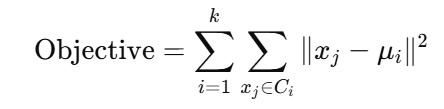 Objective = \sum_{i=1}^{k} \sum_{x_j \in C_i} \|x_j - \mu_i\|^2